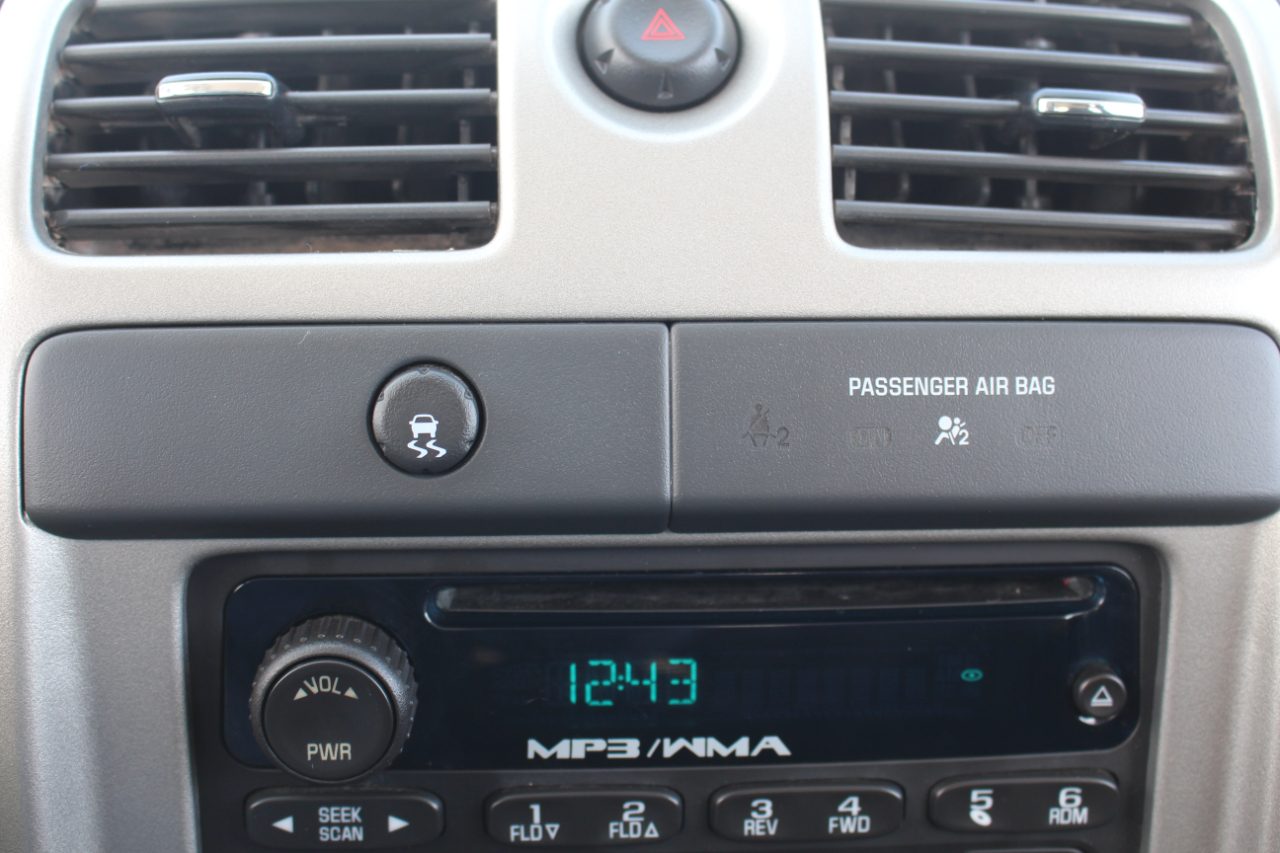 PASSENGER AIR BAG
2 ON 2 OFF
12:43
VOL
PWR
MP3/WMA
SEEK
SCAN
1
FLD
2
FLD
3
REV
4
FWD
5
6
RDM